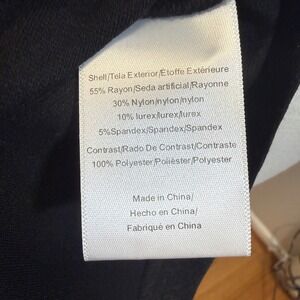 Shell/Tela Exterior/Étoffe Extérieure
55% Rayon/Seda artificial/Rayonne
30% Nylon/nylon/nylon
10% lurex/lurex/lurex
5%Spandex/Spandex/Spandex
Contrast/Rado De Contrast/Contraste
100% Polyester/Poliéster/Polyester
Made in China/
Hecho en China/
Fabriqué en China